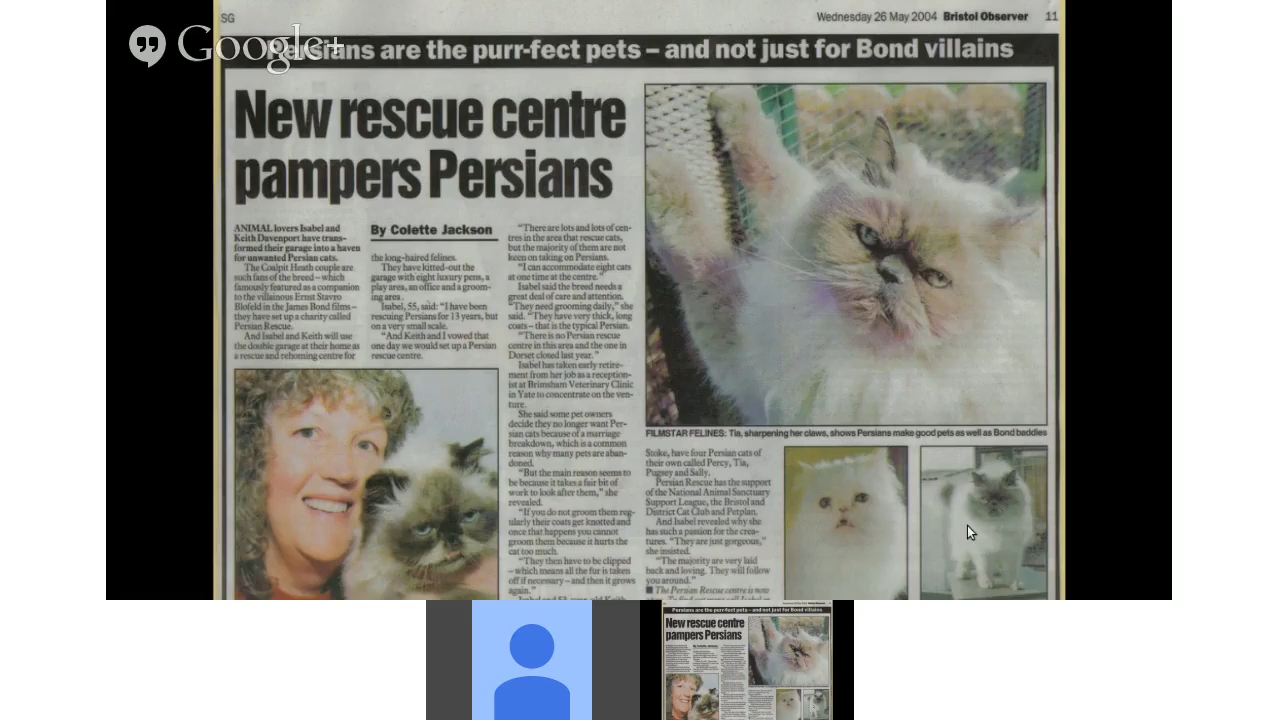 SG
Wednesday 26 May 2004 Bristol Observer 11
Google+
Persians are the purr-fect pets – and not just for Bond villains
New rescue centre
pampers Persians
ANIMAL lovers Isabel and
Keith Davenport have trans-
formed their garage into a haven
for unwanted Persian cats.
The Coalpit Heath couple are
such fans of the breed – which
famously featured as a companion
to the villainous Ernst Stavro
Blofeld in the James Bond films –
they have set up a charity called
Persian Rescue.
And Isabel and Keith will use
the double garage at their home as
a rescue and rehoming centre for
By Colette Jackson
the long-haired felines.
They have kitted-out the
garage with eight luxury pens, a
play area, an office and a groom-
ing area.
Isabel, 55, said: "I have been
rescuing Persians for 13 years, but
on a very small scale.
"And Keith and I vowed that
one day we would set up a Persian
rescue centre.
"There are lots and lots of cen-
tres in the area that rescue cats,
but the majority of them are not
keen on taking on Persians.
"I can accommodate eight cats
at one time at the centre."
Isabel said the breed needs a
great deal of care and attention.
"They need grooming daily," she
said. "They have very thick, long
coats – that is the typical Persian.
"There is no Persian rescue
centre in this area and the one in
Dorset closed last year."
Isabel has taken early retire-
ment from her job as a reception-
ist at Brimsham Veterinary Clinic
in Yate to concentrate on the ven-
ture.
She said some pet owners
decide they no longer want Per-
sian cats because of a marriage
breakdown, which is a common
reason why many pets are aban-
doned.
"But the main reason seems to
be because it takes a fair bit of
work to look after them," she
revealed.
"If you do not groom them reg-
ularly their coats get knotted and
once that happens you cannot
groom them because it hurts the
cat too much.
"They then have to be clipped
– which means all the fur is taken
off if necessary – and then it grows
again."
FILMSTAR FELINES: Tia, sharpening her claws, shows Persians make good pets as well as Bond baddies
Stoke, have four Persian cats of
their own called Percy, Tia,
Pugsey and Sally.
Persian Rescue has the support
of the National Animal Sanctuary
Support League, the Bristol and
District Cat Club and Petplan.
And Isabel revealed why she
has such a passion for the crea-
tures. "They are just gorgeous,"
she insisted.
"The majority are very laid
back and loving. They will follow
you around."
The Persian Rescue centre is now
Persians are the purr-fect pets – and not just for Bond villains
New rescue centre
pampers Persians